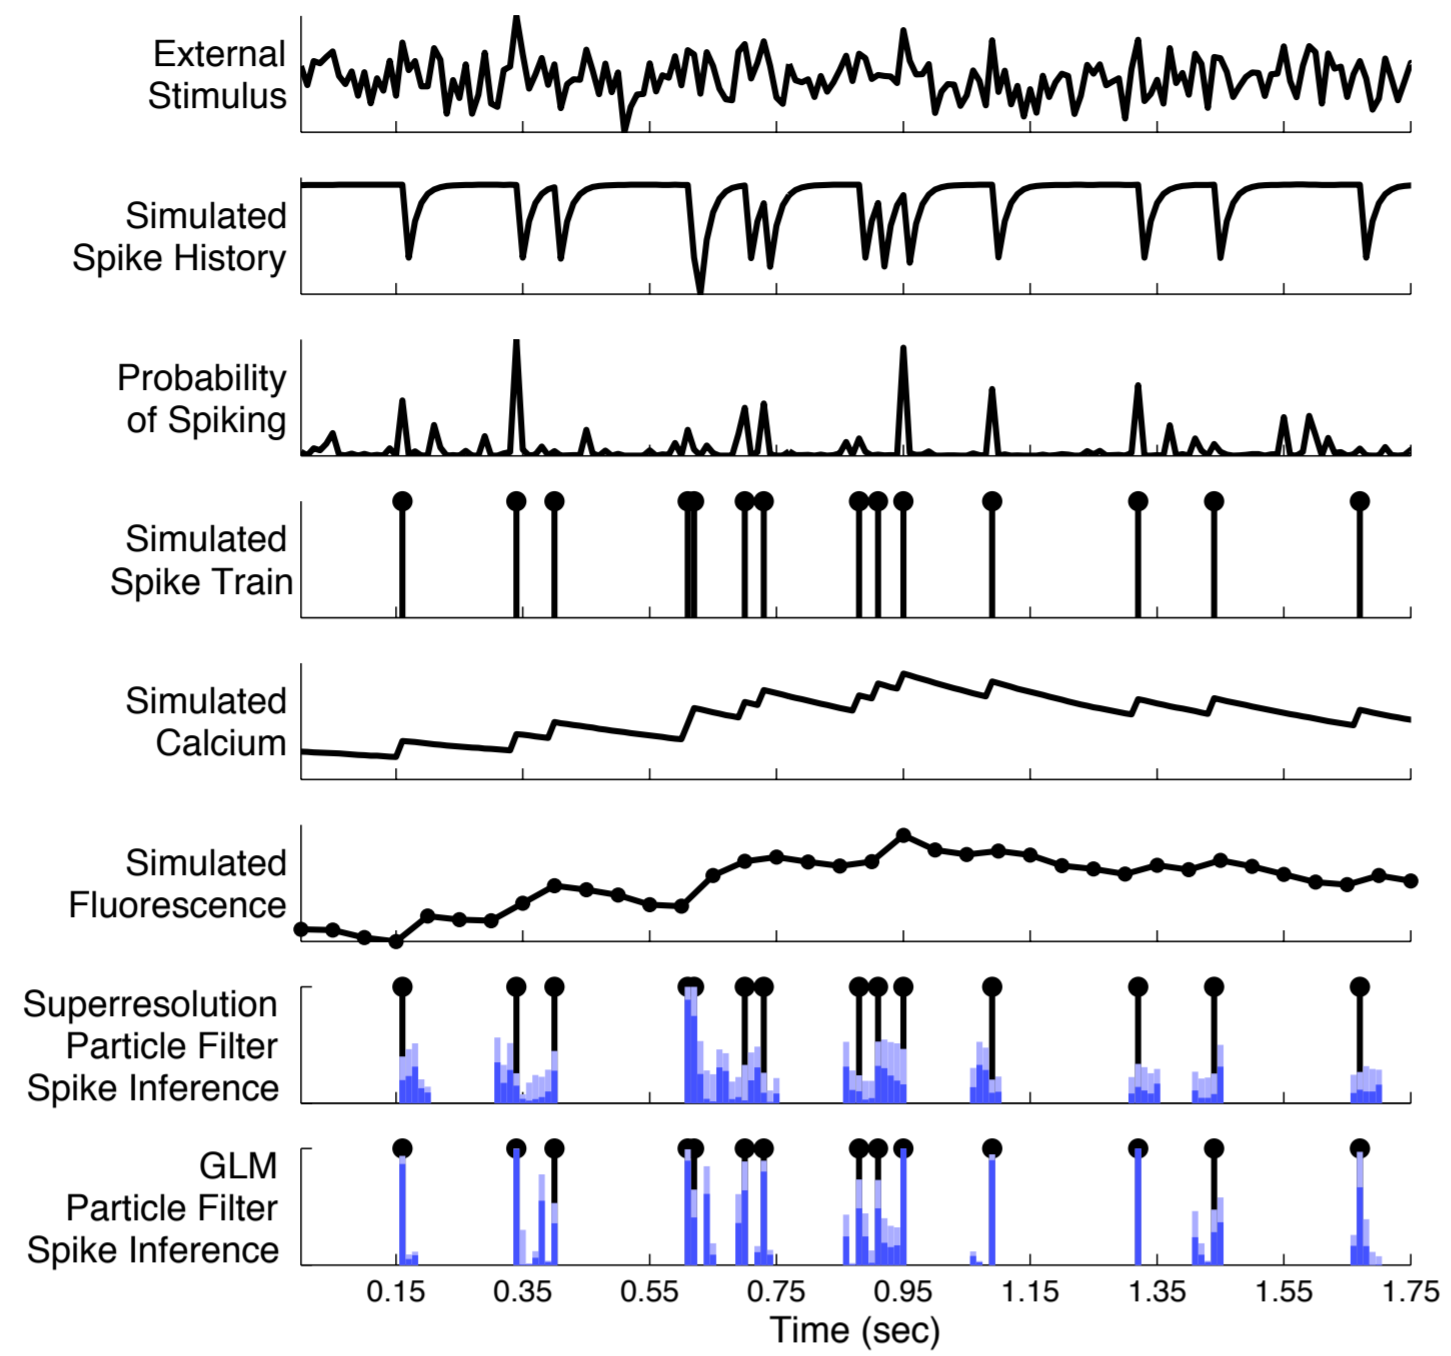 External
Stimulus
Simulated
Spike History
Probability
of Spiking
Simulated
Spike Train
Simulated
Calcium
Simulated
Fluorescence
Superresolution
Particle Filter
Spike Inference
GLM
Particle Filter
Spike Inference
0.15 0.35 0.55 0.75 0.95 1.15 1.35 1.55 1.75
Time (sec)